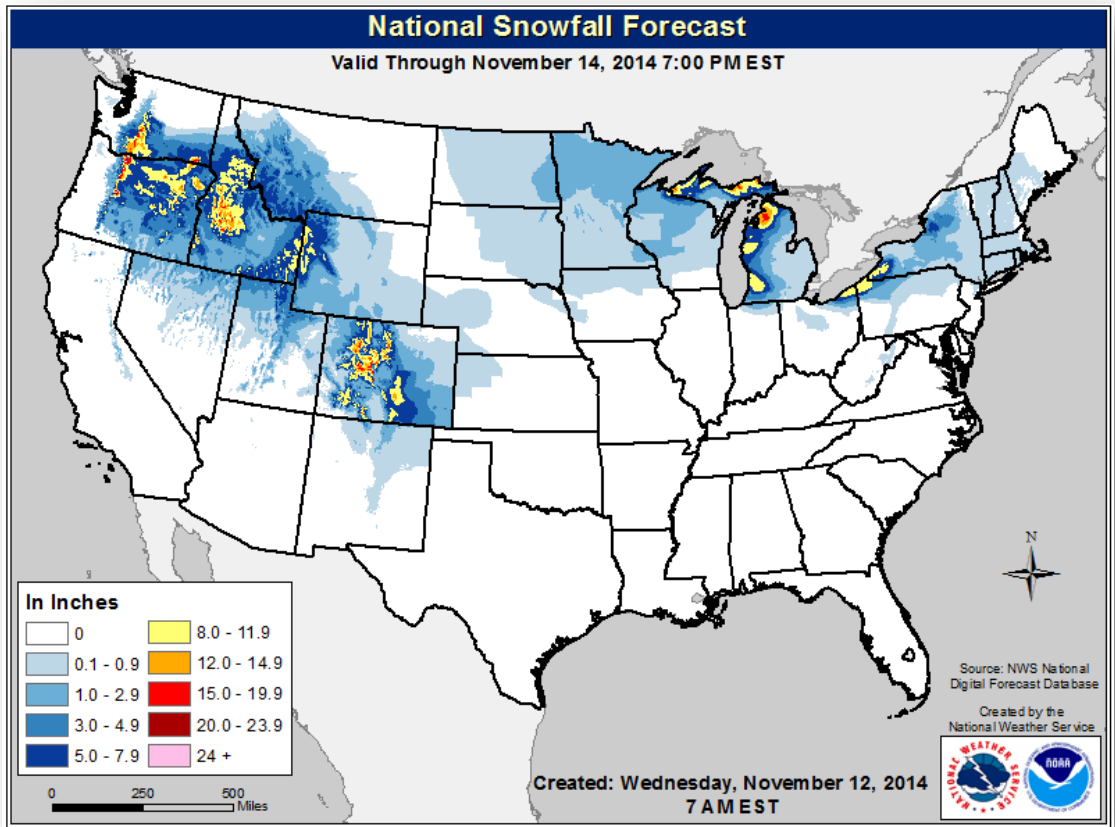 National Snowfall Forecast
Valid Through November 14, 2014 7:00 PM EST
N
In Inches
0
0.1 - 0.9
1.0 - 2.9
3.0 - 4.9
5.0 - 7.9
8.0 - 11.9
12.0 - 14.9
15.0 - 19.9
20.0 - 23.9
24 +
0 250 500
Miles
Source: NWS National
Digital Forecast Database
Created by the
National Weather Service
Created: Wednesday, November 12, 2014
7 AM EST
NATIONAL WEATHER SERVICE
NOAA